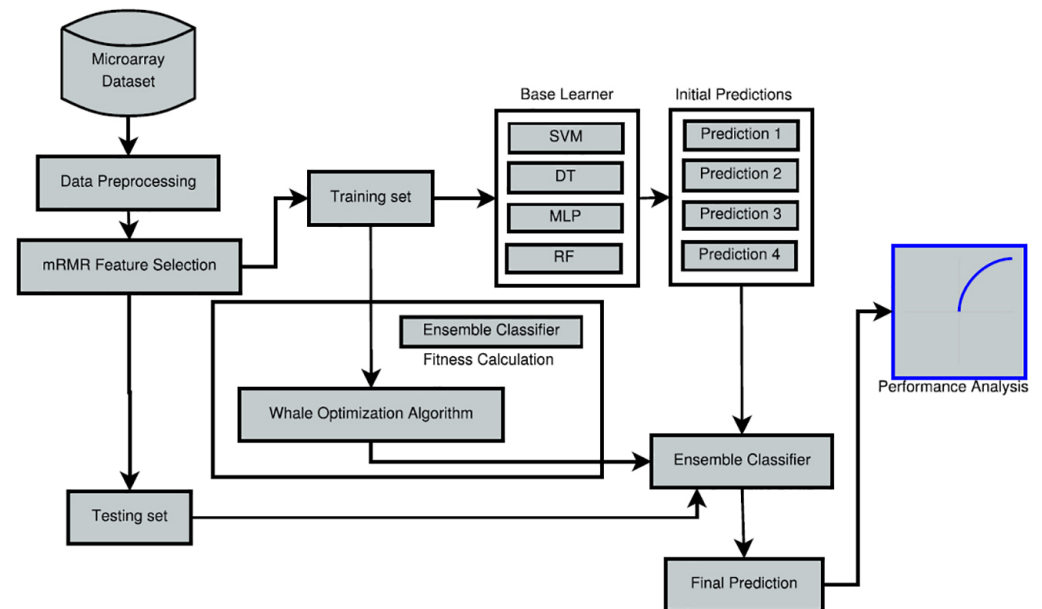 Microarray
Dataset
Data Preprocessing
mRMR Feature Selection
Training set
Base Learner
SVM
DT
MLP
RF
Initial Predictions
Prediction 1
Prediction 2
Prediction 3
Prediction 4
Ensemble Classifier
Fitness Calculation
Whale Optimization Algorithm
Ensemble Classifier
Testing set
Final Prediction
Performance Analysis